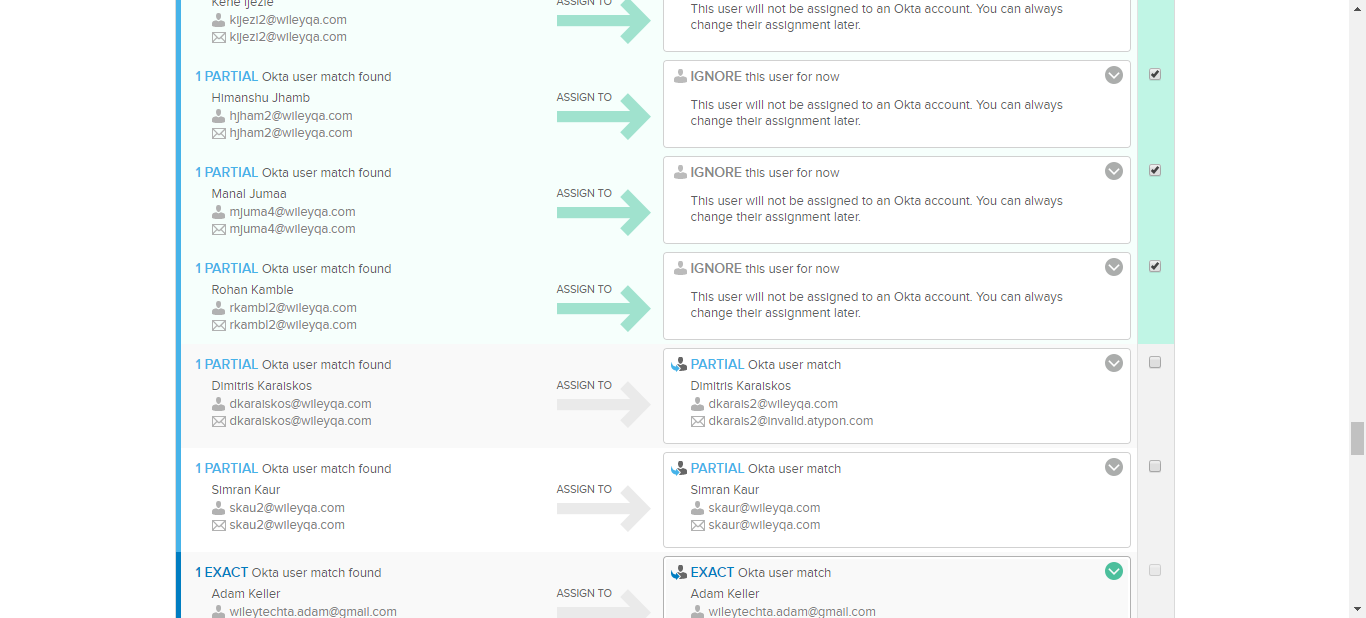 Kene Ijezie
kijezi2@wileyqa.com
kijezi2@wileyqa.com
ASSIGN TO
This user will not be assigned to an Okta account. You can always
change their assignment later.
1 PARTIAL Okta user match found
Himanshu Jhamb
hjham2@wileyqa.com
hjham2@wileyqa.com
ASSIGN TO
IGNORE this user for now
This user will not be assigned to an Okta account. You can always
change their assignment later.
1 PARTIAL Okta user match found
Manal Jumaa
mjuma4@wileyqa.com
mjuma4@wileyqa.com
ASSIGN TO
IGNORE this user for now
This user will not be assigned to an Okta account. You can always
change their assignment later.
1 PARTIAL Okta user match found
Rohan Kamble
rkambl2@wileyqa.com
rkambl2@wileyqa.com
ASSIGN TO
IGNORE this user for now
This user will not be assigned to an Okta account. You can always
change their assignment later.
1 PARTIAL Okta user match found
Dimitris Karaiskos
dkaraiskos@wileyqa.com
dkaraiskos@wileyqa.com
ASSIGN TO
PARTIAL Okta user match
Dimitris Karaiskos
dkarais2@wileyqa.com
dkarais2@invalid.atypon.com
1 PARTIAL Okta user match found
Simran Kaur
skau2@wileyqa.com
skau2@wileyqa.com
ASSIGN TO
PARTIAL Okta user match
Simran Kaur
skaur@wileyqa.com
skaur@wileyqa.com
1 EXACT Okta user match found
Adam Keller
wileytechta.adam@gmail.com
ASSIGN TO
EXACT Okta user match
Adam Keller
wileytechta.adam@gmail.com